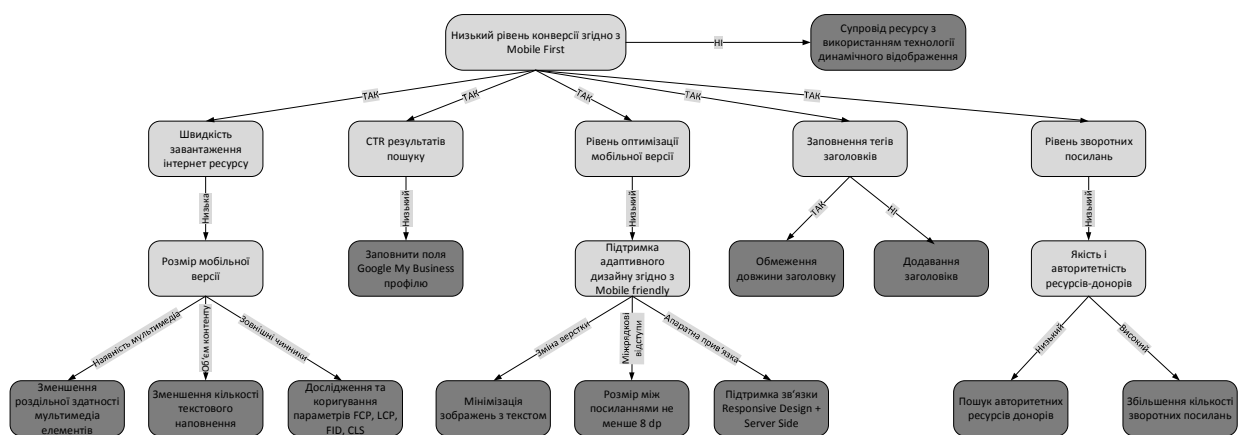 Низький рівень конверсії згідно з
Mobile First
НІ
Супровід ресурсу з
використанням технології
динамічного відображення
ТАК
ТАК
ТАК
ТАК
ТАК
Швидкість
завантаження
інтернет ресурсу
CTR результатів
пошуку
Рівень оптимізації
мобільної версії
Заповнення тегів
заголовків
Рівень зворотних
посилань
Низька
Низький
Низький
ТАК
НІ
Низький
Розмір мобільної
версії
Заповнити поля
Google My Business
профілю
Підтримка
адаптивного
дизайну згідно з
Mobile friendly
Обмеження
довжини заголовку
Додавання
заголовіків
Якість і
авторитетність
ресурсів-донорів
Наявність мультимедіа
Об'єм контенту
Зовнішні чинники
Зміна верстки
Міжрядкові
відступи
Апаратна прив'язка
Низький
Високий
Зменшення
роздільної здатності
мультимедіа
елементів
Зменшення кількості
текстового
наповнення
Дослідження та
коригування
параметрів FCP, LCP,
FID, CLS
Мінімізація
зображень з текстом
Розмір між
посиланнями не
менше 8 dp
Підтримка зв'язки
Responsive Design +
Server Side
Пошук авторитетних
ресурсів донорів
Збільшення кількості
зворотних посилань